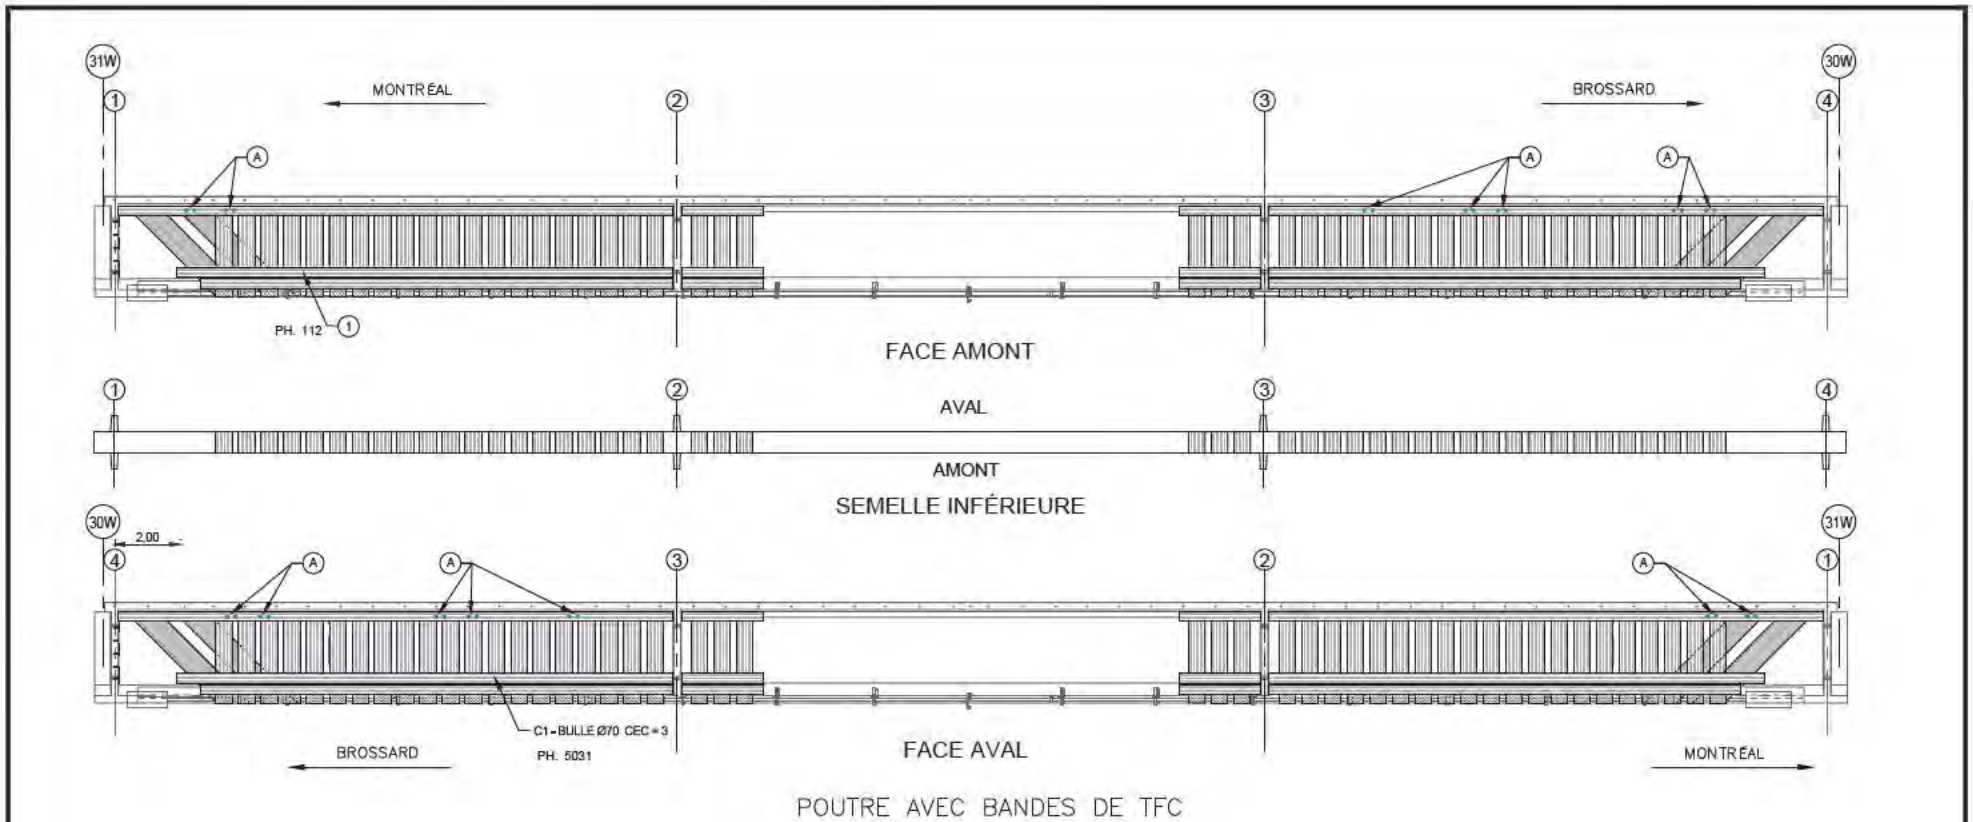 31W
30W
MONTRÉAL
BROSSARD
1
2
3
4
A
A
A
PH. 112
1
FACE AMONT
1
2
3
4
AVAL
AMONT
SEMELLE INFÉRIEURE
30W
31W
2,00
4
3
2
1
A
A
A
C1-BULLE Ø70 CEC=3
PH. 5031
BROSSARD
FACE AVAL
MONTRÉAL
POUTRE AVEC BANDES DE TFC